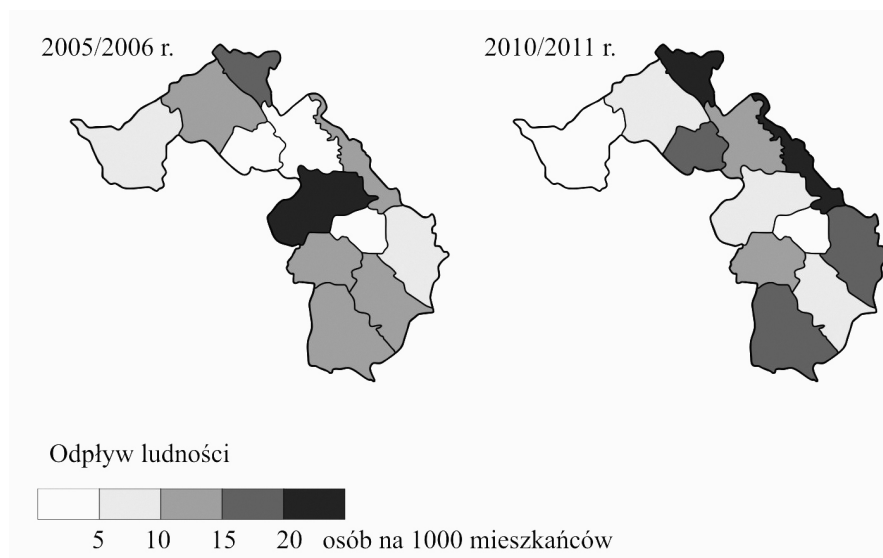 2005/2006 r.
2010/2011 r.
Odpływ ludności
5 10 15 20 osób na 1000 mieszkańców